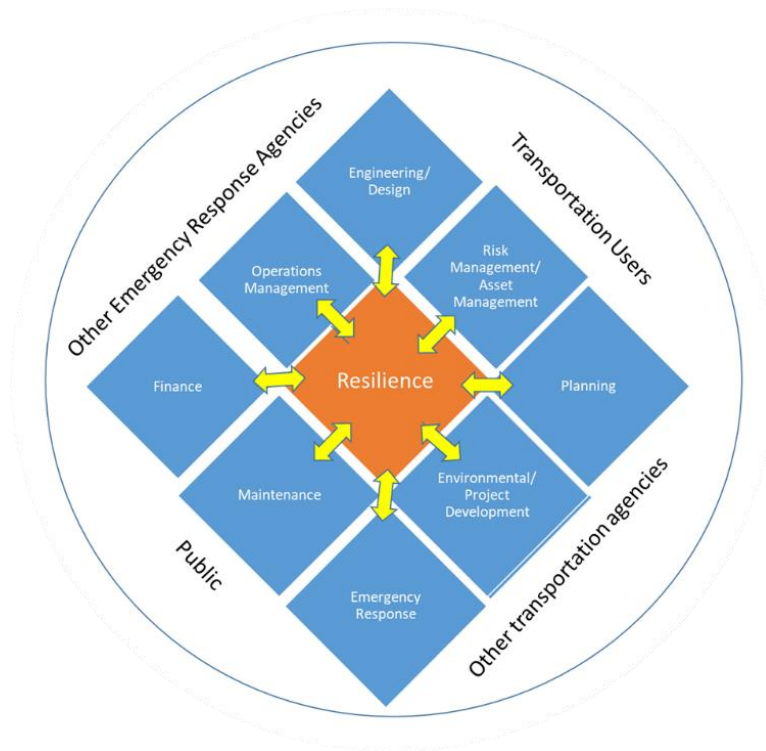 Other Emergency Response Agencies
Transportation Users
Engineering/
Design
Operations
Management
Risk
Management/
Asset
Management
Finance
Resilience
Planning
Maintenance
Environmental/
Project
Development
Emergency
Response
Public
Other transportation agencies